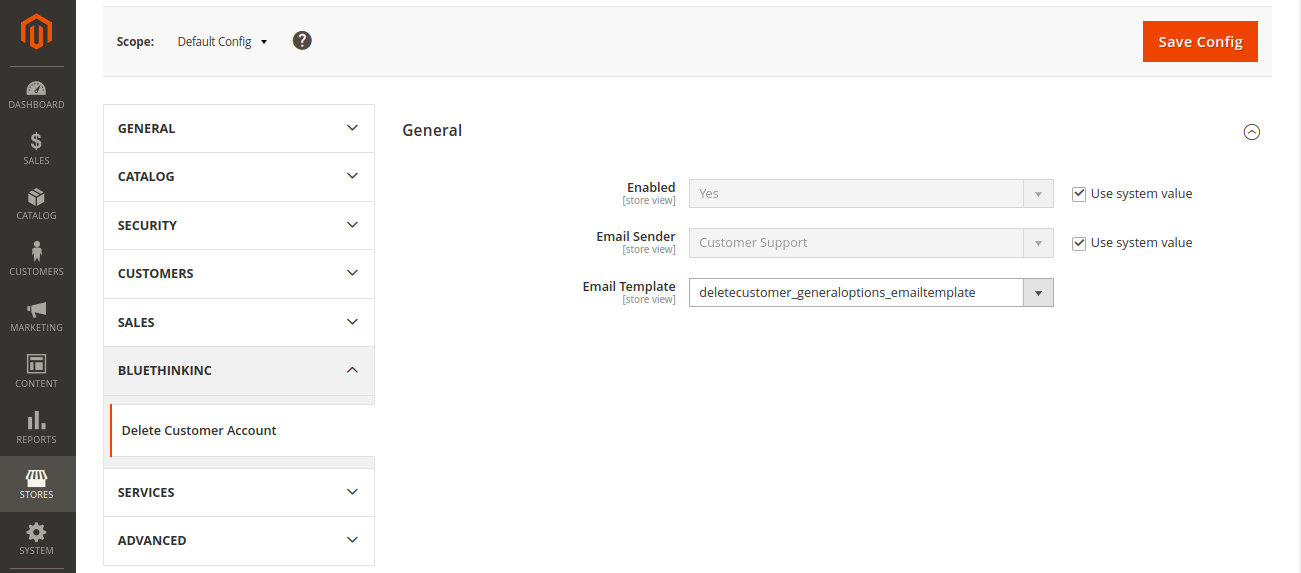 Scope: Default Config ? Save Config
DASHBOARD
SALES
CATALOG
CUSTOMERS
MARKETING
CONTENT
REPORTS
STORES
SYSTEM
GENERAL
CATALOG
SECURITY
CUSTOMERS
SALES
BLUETHINKINC
Delete Customer Account
SERVICES
ADVANCED
General
Enabled Yes Use system value
[store view]
Email Sender Customer Support Use system value
[store view]
Email Template deletecustomer_generaloptions_emailtemplate
[store view]